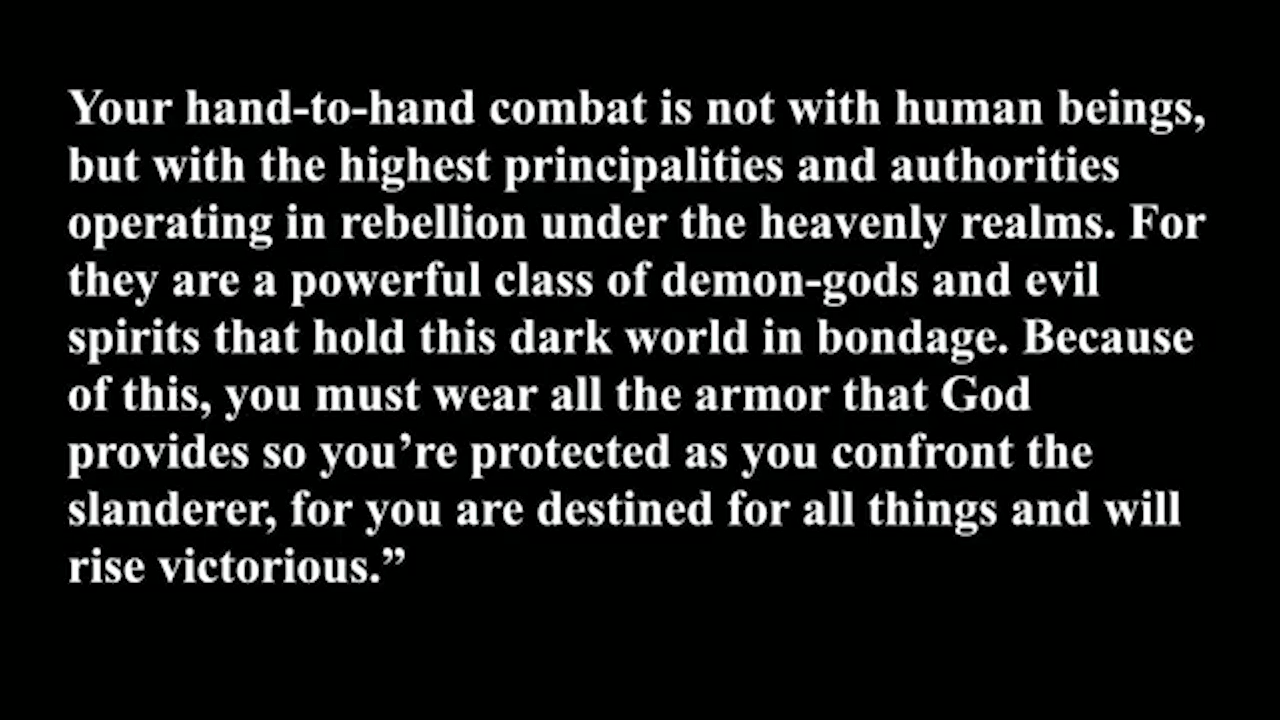 Your hand-to-hand combat is not with human beings,
but with the highest principalities and authorities
operating in rebellion under the heavenly realms. For
they are a powerful class of demon-gods and evil
spirits that hold this dark world in bondage. Because
of this, you must wear all the armor that God
provides so you’re protected as you confront the
slanderer, for you are destined for all things and will
rise victorious.”